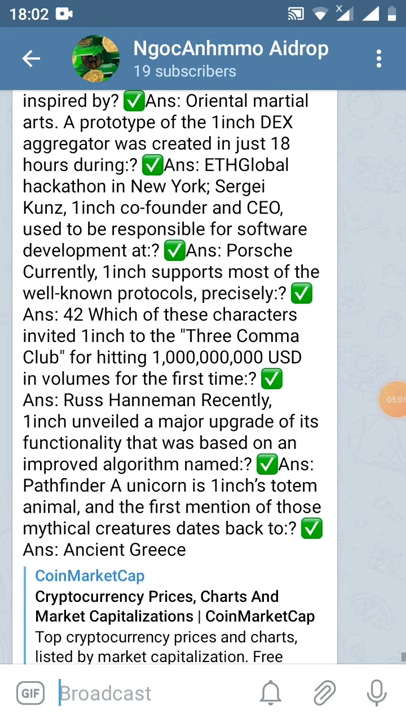 18:02
NgocAnhmmo Aidrop
19 subscribers
inspired by? ✅Ans: Oriental martial
arts. A prototype of the 1inch DEX
aggregator was created in just 18
hours during:? ✅Ans: ETHGlobal
hackathon in New York; Sergei
Kunz, 1inch co-founder and CEO,
used to be responsible for software
development at:? ✅Ans: Porsche
Currently, 1inch supports most of the
well-known protocols, precisely:? ✅
Ans: 42 Which of these characters
invited 1inch to the "Three Comma
Club" for hitting 1,000,000,000 USD
in volumes for the first time:? ✅
Ans: Russ Hanneman Recently,
1inch unveiled a major upgrade of its
functionality that was based on an
improved algorithm named:? ✅Ans:
Pathfinder A unicorn is 1inch’s totem
animal, and the first mention of those
mythical creatures dates back to:? ✅
Ans: Ancient Greece
CoinMarketCap
Cryptocurrency Prices, Charts And
Market Capitalizations | CoinMarketCap
Top cryptocurrency prices and charts,
listed by market capitalization. Free
GIF Broadcast